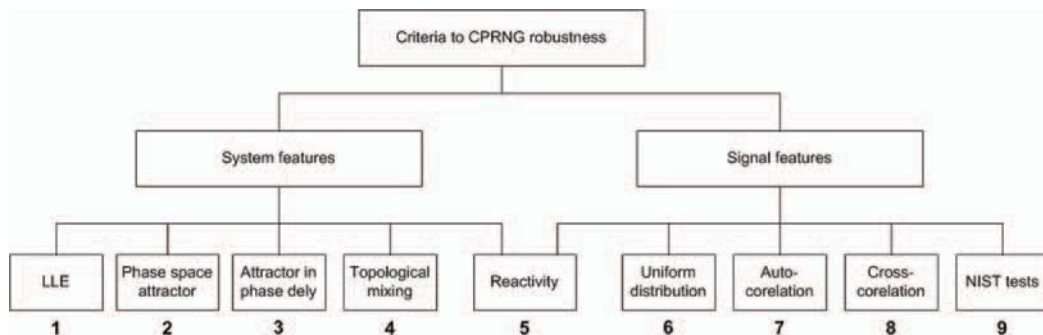 Criteria to CPRNG robustness
System features
Signal features
LLE
Phase space
attractor
Attractor in
phase dely
Topological
mixing
Reactivity
Uniform
distribution
Auto-
corelation
Cross-
corelation
NIST tests
1 2 3 4 5 6 7 8 9